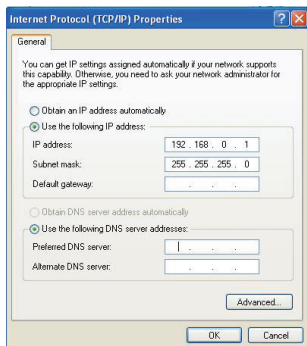 Internet Protocol (TCP/IP) Properties
General
You can get IP settings assigned automatically if your network supports
this capability. Otherwise, you need to ask your network administrator for
the appropriate IP settings.
Obtain an IP address automatically
Use the following IP address:
IP address: 192 . 168 . 0 . 1
Subnet mask: 255 . 255 . 255 . 0
Default gateway: . . .
Obtain DNS server address automatically
Use the following DNS server addresses:
Preferred DNS server: . . .
Alternate DNS server: . . .
Advanced...
OK Cancel